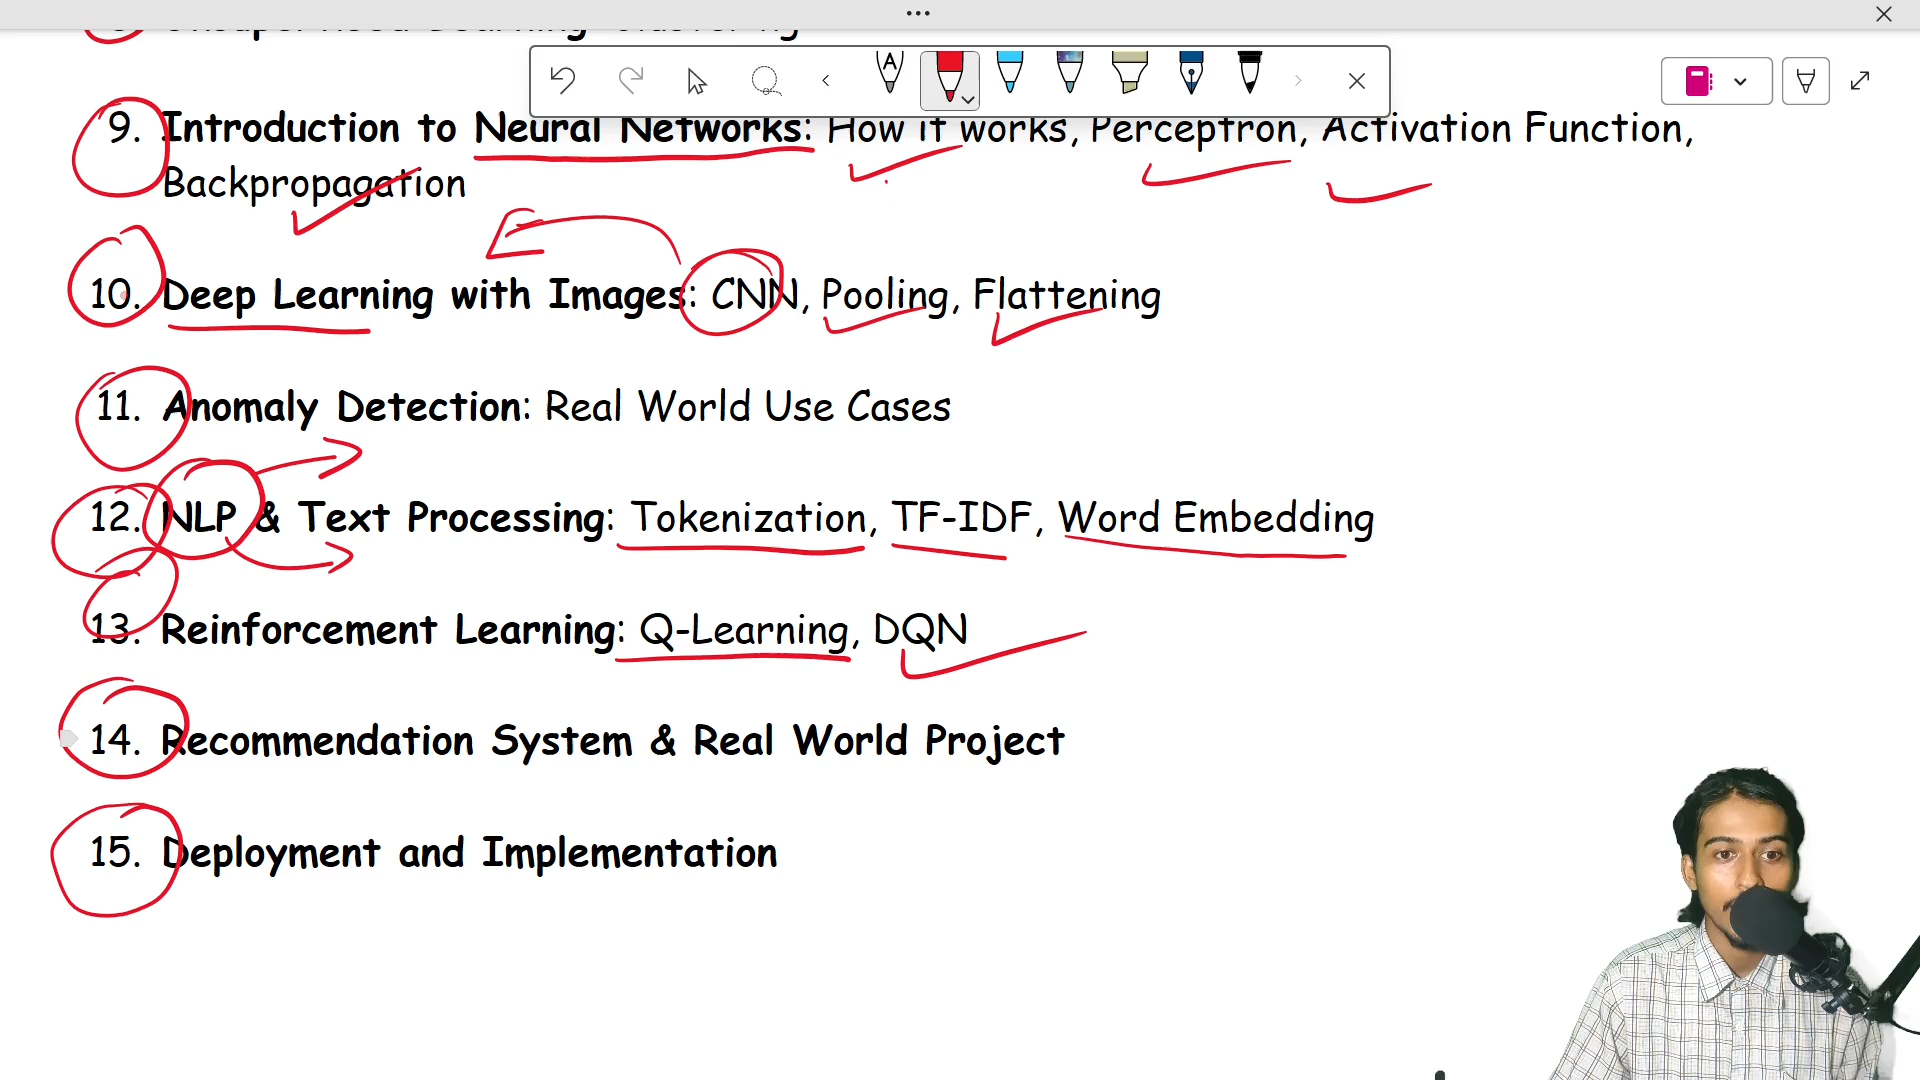 9. Introduction to Neural Networks: How it works, Perceptron, Activation Function,
Backpropagation
10. Deep Learning with Images: CNN, Pooling, Flattening
11. Anomaly Detection: Real World Use Cases
12. NLP & Text Processing: Tokenization, TF-IDF, Word Embedding
13. Reinforcement Learning: Q-Learning, DQN
14. Recommendation System & Real World Project
15. Deployment and Implementation